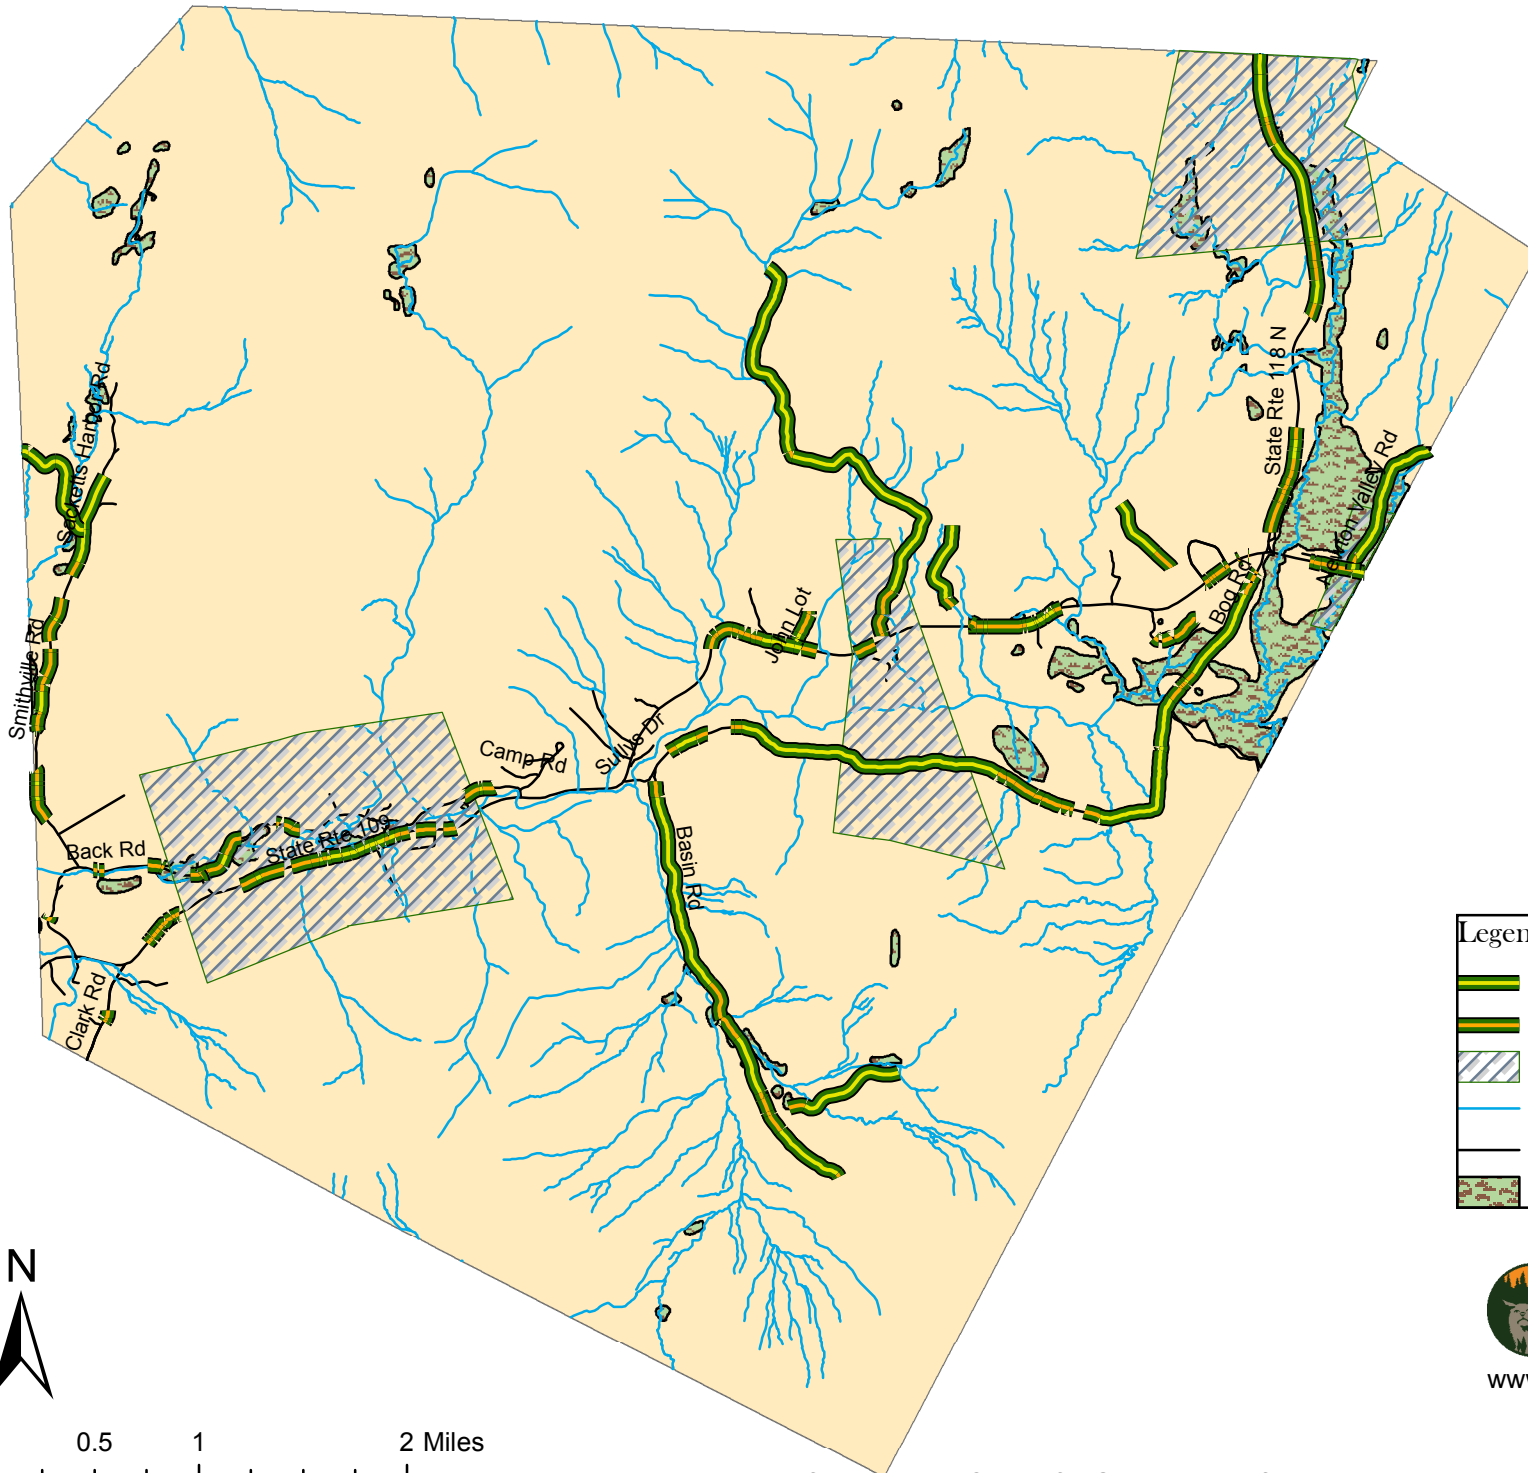 State Rte 118 N
Sacketts Harbor Rd
Newton Valley Rd
Bog Rd
John Lot
Smithville Rd
Sullys Dr
Camp Rd
State Rte 109
Back Rd
Basin Rd
Legen
Clark Rd
N
www
0.5 1 2 Miles